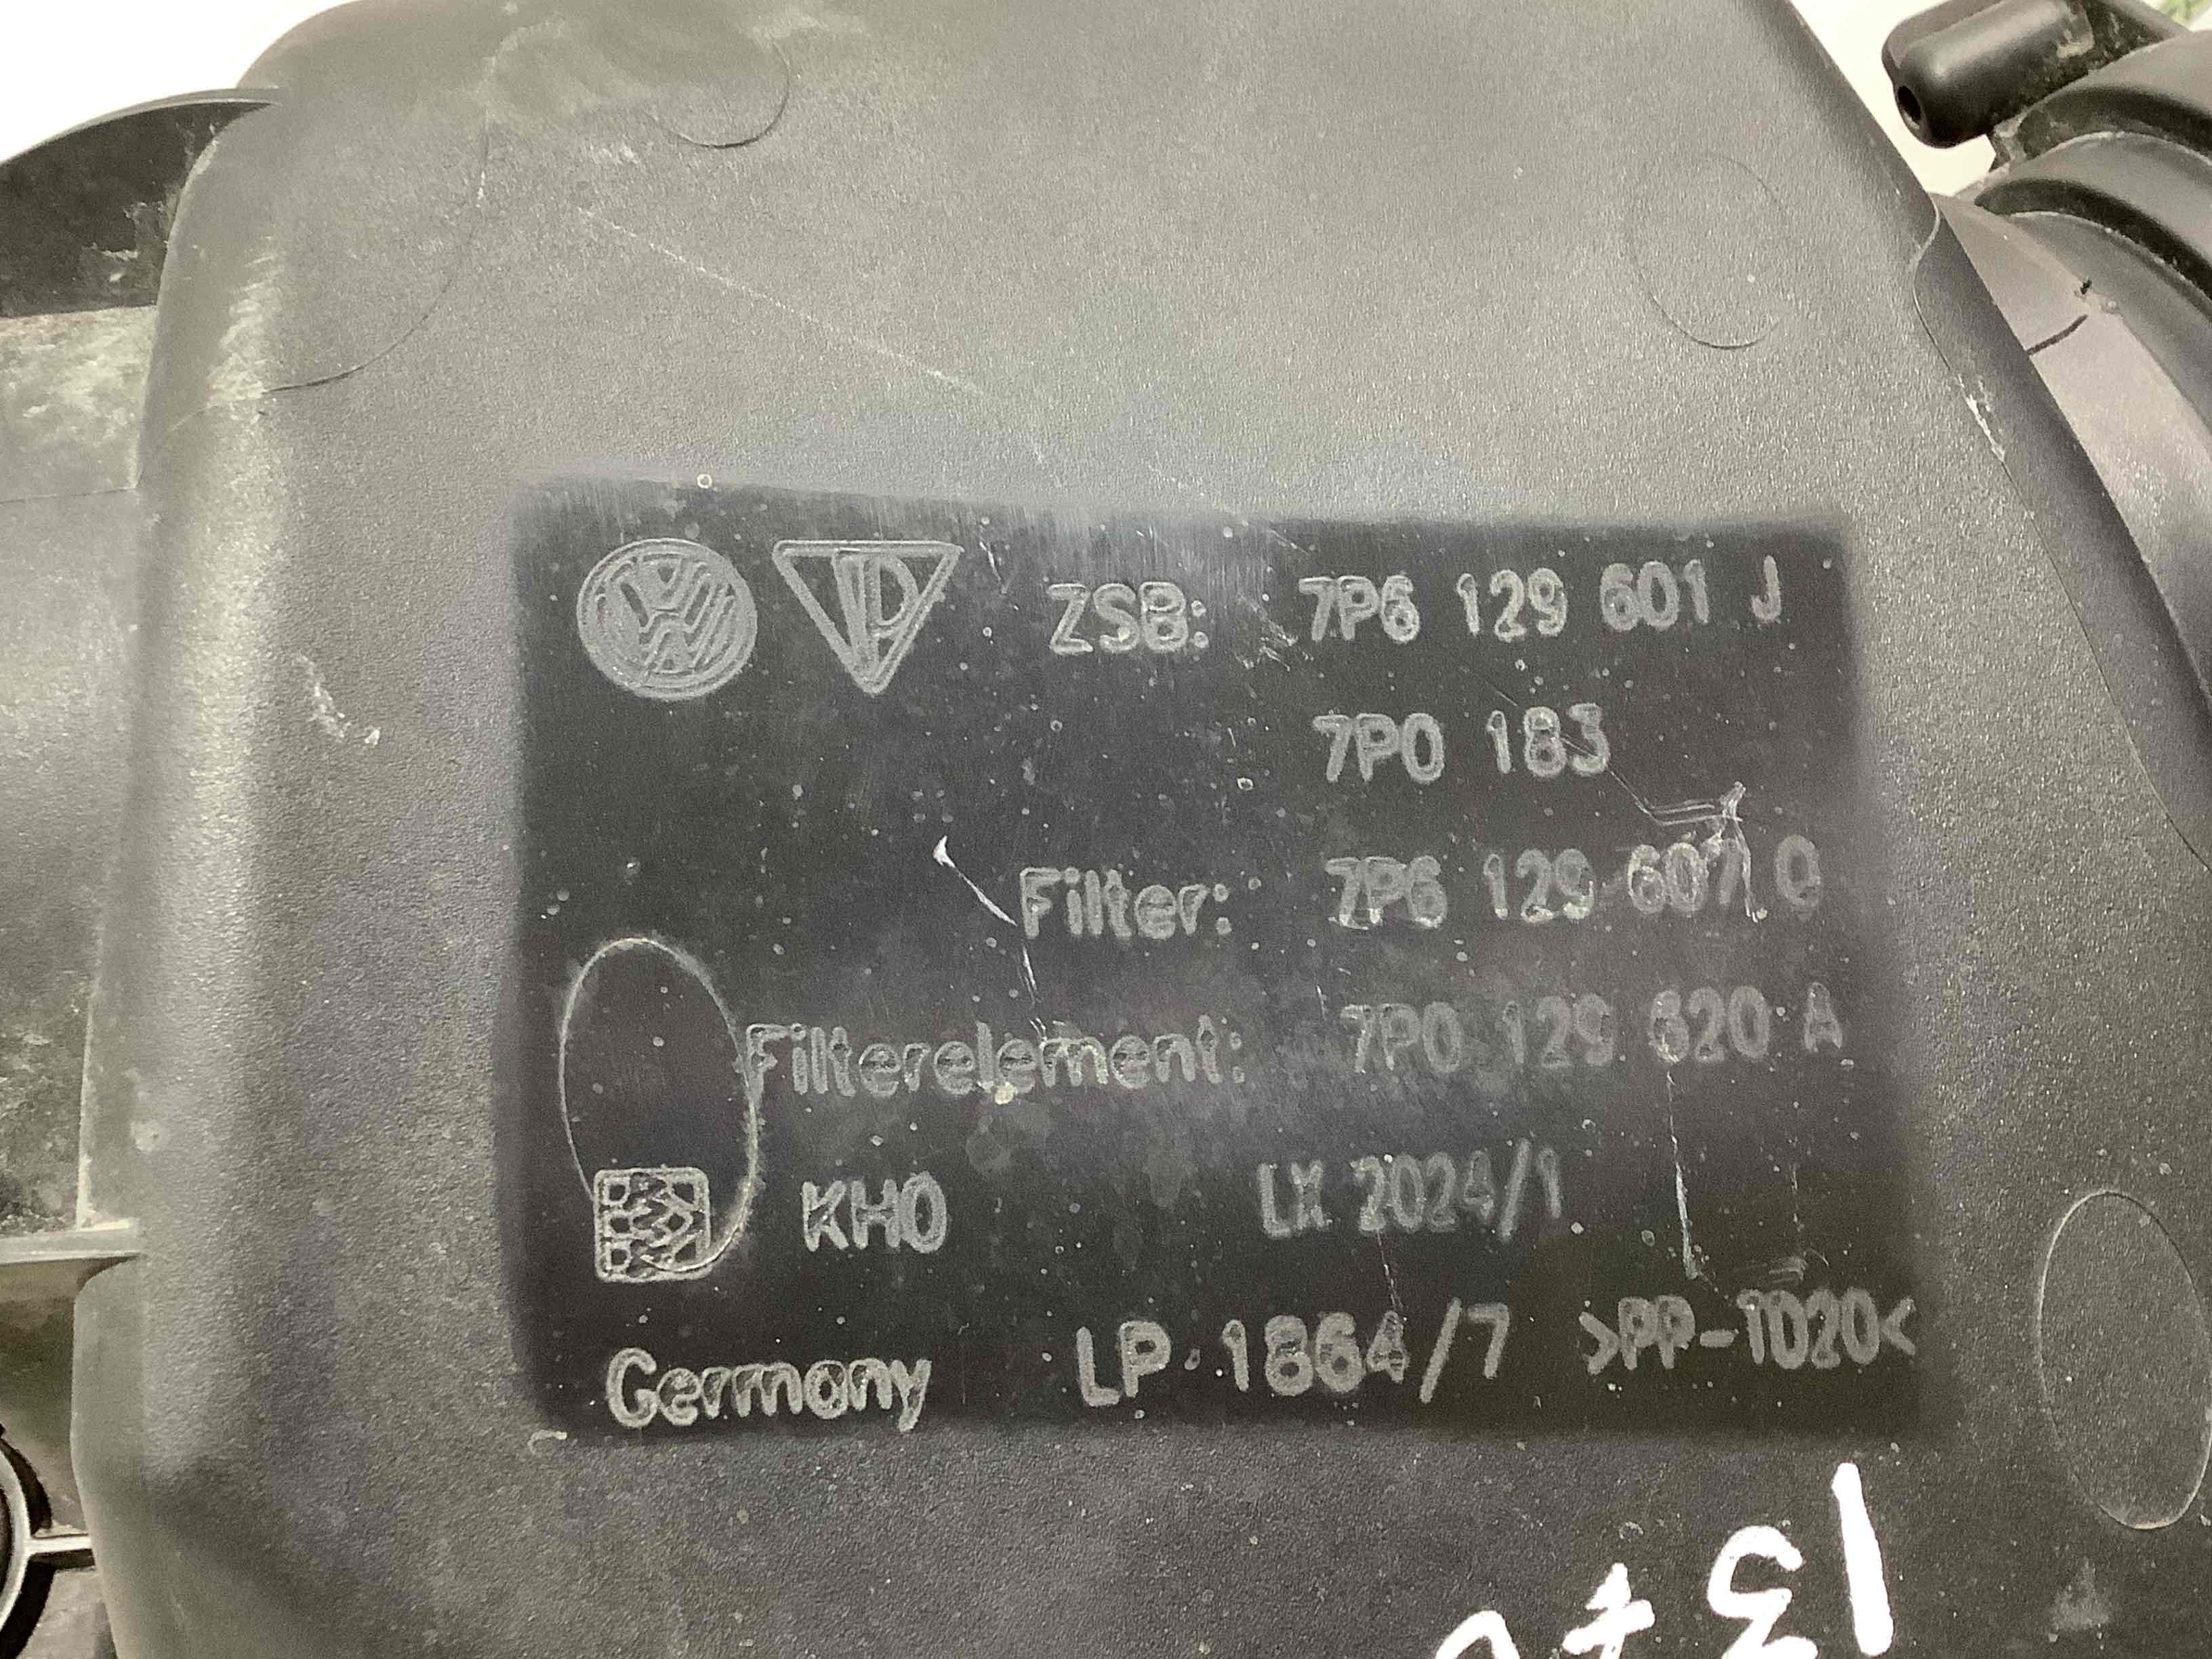 ZSB: 7P6 129 601 J
7P0 183
Filter: 7P6 129 607 Q
Filterelement: 7P0 129 620 A
KHO LX 2024/1
Germany LP 1864/7 >PP-TD20<